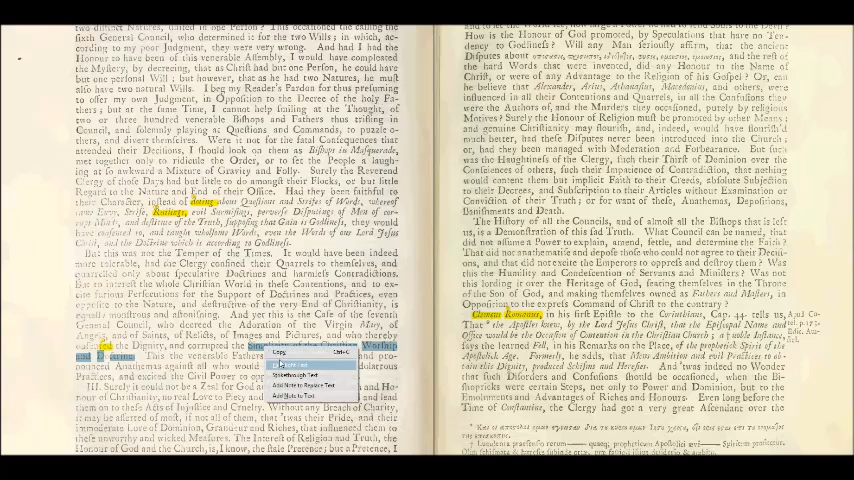 two distinct Natures, united in one Person? This occasioned the calling the
sixth General Council, who determined it for the two Wills; in which, ac-
cording to my poor Judgment, they were very wrong. And had I had the
Honour to have been of this venerable Assembly, I would have compleated
the Mystery, by decreeing, that as Christ had but one Person, he could have
but one personal Will; but however, that as he had two Natures, he must
also have two natural Wills. I beg my Reader's Pardon for thus presuming
to offer my own Judgment, in Opposition to the Decree of the holy Fa-
thers; but at the same Time, I cannot help smiling at the Thought, of
two or three hundred venerable Bishops and Fathers thus trifling in
Council, and solemnly playing at Questions and Commands, to puzzle o-
thers, and divert themselves. Were it not for the fatal Consequences that
attended their Decisions, I should look on them as Bishops in Masquerade,
met together only to ridicule the Order, or to set the People a laugh-
ing at so awkward a Mixture of Gravity and Folly. Surely the Reverend
Clergy of those Days had but little to do amongst their Flocks, or but little
Regard to the Nature and End of their Office. Had they been faithful to
their Character, instead of doting about Questions and Strifes of Words, whereof
came Envy, Strife, Railings, evil Surmisings, perverse Disputings of Men of cor-
rupt Minds, and destitute of the Truth, supposing that Gain is Godliness, they would
have consented to, and taught wholsome Words, even the Words of our Lord Jesus
Christ, and the Doctrine which is according to Godliness.
But this was not the Temper of the Times. It would have been indeed
more tolerable, had the Clergy confined their Quarrels to themselves, and
quarrelled only about speculative Doctrines and harmless Contradictions.
But to interest the whole Christian World in these Contentions, and to ex-
cite furious Persecutions for the Support of Doctrines and Practices, even
opposite to the Nature, and destructive of the very End of Christianity, is
equally monstrous and astonishing. And yet this is the Case of the seventh
General Council, who decreed the Adoration of the Virgin Mary, of
Angels, and of Saints, of Relicks, of Images and Pictures, and who thereby
obscured the Dignity, and corrupted the Worship
and Doctrine. This the venerable Fathers and pro-
nounced Anathemas against all who would
Practices, and excited the Civil Power
III. Surely it could not be a Zeal for
Honour, no real Love to Piety and
lead them on to these Acts of Injustice and Cruelty. Without any Breach of Charity,
it may be asserted of most, if not of all them, that 'twas their Pride, and their
immoderate Love of Dominion, Grandeur and Riches, that influenced them to
these unworthy and wicked Measures. The Interest of Religion and Truth, the
Honour of God and the Church, is, I know, the stale Pretence; but a Pretence, I
Copy Ctrl+C
Strikethrough Text
Add Note to Replace Text
Add Note to Text
How is the Honour of God promoted, by Speculations that have no Ten-
dency to Godliness? Will any Man seriously affirm, that the ancient
Disputes about and the rest of
the hard Words that were invented, did any Honour to the Name of
Christ, or were of any Advantage to the Religion of his Gospel? Or, can
he believe that Alexander, Arius, Athanasius, Macedonius, and others, were
influenced in all their Contentions and Quarrels, in all the Confusions they
were the Authors of, and the Murders they occasioned, purely by religious
Motives? Surely the Honour of Religion must be promoted by other Means;
and genuine Christianity may flourish, and, indeed, would have flourish'd
much better, had these Disputes never been introduced into the Church;
or, had they been managed with Moderation and Forbearance. But such
was the Haughtiness of the Clergy, such their Thirst of Dominion over the
Consciences of others, such their Impatience of Contradiction, that nothing
would content them but implicit Faith to their Creeds, absolute Subjection
to their Decrees, and Subscription to their Articles without Examination or
Conviction of their Truth; or for want of these, Anathemas, Depositions,
Banishments and Death.
The History of all the Councils, and of almost all the Bishops that is left
us, is a Demonstration of this sad Truth. What Council can be named, that
did not assume a Power to explain, amend, settle, and determine the Faith?
That did not anathematize and depose those who could not agree to their Decisi-
ons, and that did not excite the Emperors to oppress and destroy them? Was
this the Humility and Condescension of Servants and Ministers? Was not
this lording it over the Heritage of God, seating themselves in the Throne
of the Son of God, and making themselves owned as Fathers and Masters, in
Opposition to the express Command of Christ to the contrary?
Clemens Romanus, in his first Epistle to the Corinthians, Cap. 44. tells us,
That the Apostles knew, by the Lord Jesus Christ, that the Episcopal Name and
Office would be the Occasion of Contention in the Christian Church; a noble Instance,
says the learned Fell, in his Remarks on the Place, of the prophetick Spirit of the
Apostolick Age. Formerly, he adds, that Mens Ambition and evil Practices to ob-
tain this Dignity, produced Schisms and Heresies. And 'twas indeed no Wonder
that such Disorders and Confusions should be occasioned, when the
Bishopricks were certain Steps, not only to Power and Dominion, but to the
Emoluments and Advantages of Riches and Honours. Even long before the
Time of Constantine, the Clergy had got a very great Ascendant over the